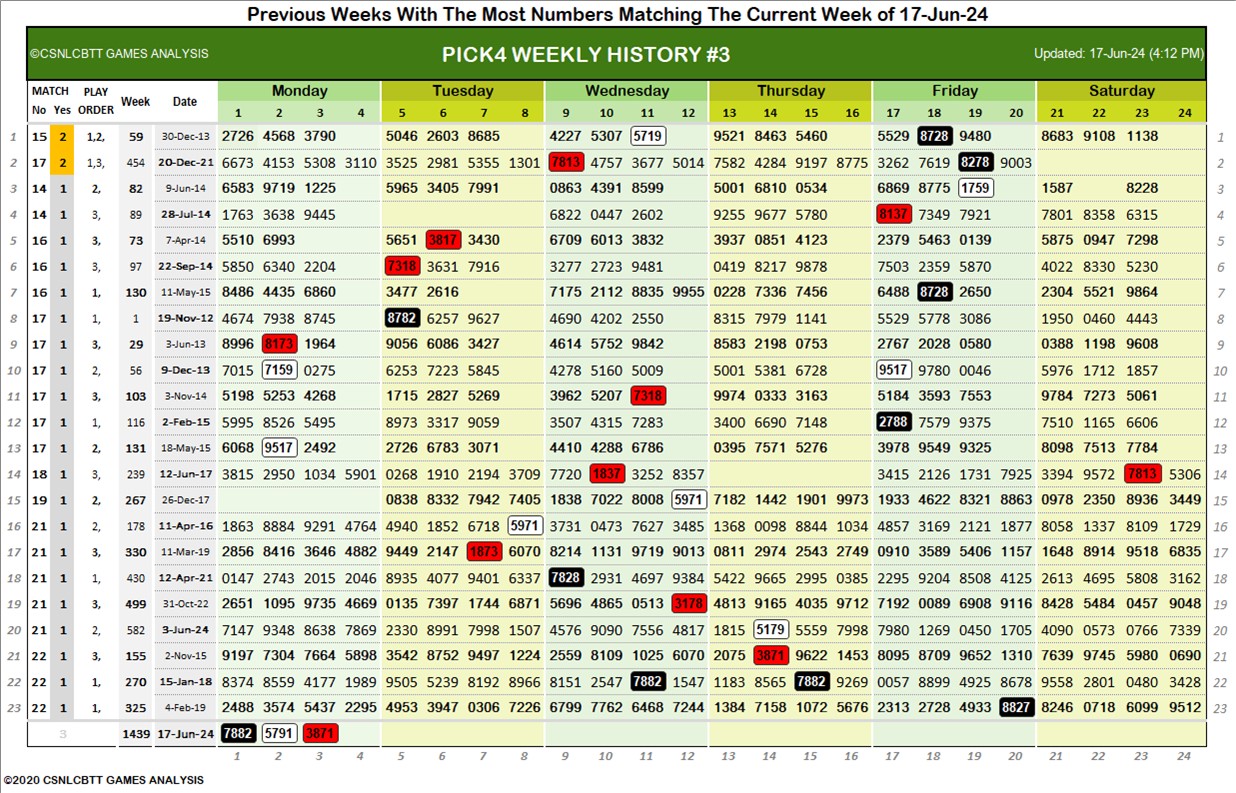 Previous Weeks With The Most Numbers Matching The Current Week of 17-Jun-24
©CSNLCBTT GAMES ANALYSIS PICK4 WEEKLY HISTORY #3 Updated: 17-Jun-24 (4:12 PM)
MATCH PLAY Week Date Monday Tuesday Wednesday Thursday Friday Saturday
No Yes ORDER 1 2 3 4 5 6 7 8 9 10 11 12 13 14 15 16 17 18 19 20 21 22 23 24
1 15 2 1,2, 59 30-Dec-13 2726 4568 3790 5046 2603 8685 4227 5307 5719 9521 8463 5460 5529 8728 9480 8683 9108 1138 1
2 17 2 1,3, 454 20-Dec-21 6673 4153 5308 3110 3525 2981 5355 1301 7813 4757 3677 5014 7582 4284 9197 8775 3262 7619 8278 9003 2
3 14 1 2, 82 9-Jun-14 6583 9719 1225 5965 3405 7991 0863 4391 8599 5001 6810 0534 6869 8775 1759 1587 8228 3
4 14 1 3, 89 28-Jul-14 1763 3638 9445 6822 0447 2602 9255 9677 5780 8137 7349 7921 7801 8358 6315 4
5 16 1 3, 73 7-Apr-14 5510 6993 5651 3817 3430 6709 6013 3832 3937 0851 4123 2379 5463 0139 5875 0947 7298 5
6 16 1 3, 97 22-Sep-14 5850 6340 2204 7318 3631 7916 3277 2723 9481 0419 8217 9878 7503 2359 5870 4022 8330 5230 6
7 16 1 1, 130 11-May-15 8486 4435 6860 3477 2616 7175 2112 8835 9955 0228 7336 7456 6488 8728 2650 2304 5521 9864 7
8 17 1 1, 1 19-Nov-12 4674 7938 8745 8782 6257 9627 4690 4202 2550 8315 7979 1141 5529 5778 3086 1950 0460 4443 8
9 17 1 3, 29 3-Jun-13 8996 8173 1964 9056 6086 3427 4614 5752 9842 8583 2198 0753 2767 2028 0580 0388 1198 9608 9
10 17 1 2, 56 9-Dec-13 7015 7159 0275 6253 7223 5845 4278 5160 5009 5001 5381 6728 9517 9780 0046 5976 1712 1857 10
11 17 1 3, 103 3-Nov-14 5198 5253 4268 1715 2827 5269 3962 5207 7318 9974 0333 3163 5184 3593 7553 9784 7273 5061 11
12 17 1 1, 116 2-Feb-15 5995 8526 5495 8973 3317 9059 3507 4315 7283 3400 6690 7148 2788 7579 9375 7510 1165 6606 12
13 17 1 2, 131 18-May-15 6068 9517 2492 2726 6783 3071 4410 4288 6786 0395 7571 5276 3978 9549 9325 8098 7513 7784 13
14 18 1 3, 239 12-Jun-17 3815 2950 1034 5901 0268 1910 2194 3709 7720 1837 3252 8357 3415 2126 1731 7925 3394 9572 7813 5306 14
15 19 1 2, 267 26-Dec-17 0838 8332 7942 7405 1838 7022 8008 5971 7182 1442 1901 9973 1933 4622 8321 8863 0978 2350 8936 3449 15
16 21 1 2, 178 11-Apr-16 1863 8884 9291 4764 4940 1852 6718 5971 3731 0473 7627 3485 1368 0098 8844 1034 4857 3169 2121 1877 8058 1337 8109 1729 16
17 21 1 3, 330 11-Mar-19 2856 8416 3646 4882 9449 2147 1873 6070 8214 1131 9719 9013 0811 2974 2543 2749 0910 3589 5406 1157 1648 8914 9518 6835 17
18 21 1 1, 430 12-Apr-21 0147 2743 2015 2046 8935 4077 9401 6337 7828 2931 4697 9384 5422 9665 2995 0385 2295 9204 8508 4125 2613 4695 5808 3162 18
19 21 1 3, 499 31-Oct-22 2651 1095 9735 4669 0135 7397 1744 6871 5696 4865 0513 3178 4813 9165 4035 9712 7192 0089 6908 9116 8428 5484 0457 9048 19
20 21 1 2, 582 3-Jun-24 7147 9348 8638 7869 2330 8991 7998 1507 4576 9090 7556 4817 1815 5179 5559 7998 7980 1269 0450 1705 4090 0573 0766 7339 20
21 22 1 3, 155 2-Nov-15 9197 7304 7664 5898 3542 8752 9497 1224 2559 8109 1025 6070 2075 3871 9622 1453 8095 8709 9652 1310 7639 9745 5980 0690 21
22 22 1 1, 270 15-Jan-18 8374 8559 4177 1989 9505 5239 8192 8966 8151 2547 7882 1547 1183 8565 7882 9269 0057 8899 4925 8678 9558 2801 0480 3428 22
23 22 1 1, 325 4-Feb-19 2488 3574 5437 2295 4953 3947 0306 7226 6799 7762 6468 7244 1384 7158 1072 5676 2313 2728 4933 8827 8246 0718 6099 9512 23
3 1439 17-Jun-24 7882 5791 3871
1 2 3 4 5 6 7 8 9 10 11 12 13 14 15 16 17 18 19 20 21 22 23 24
©2020 CSNLCBTT GAMES ANALYSIS